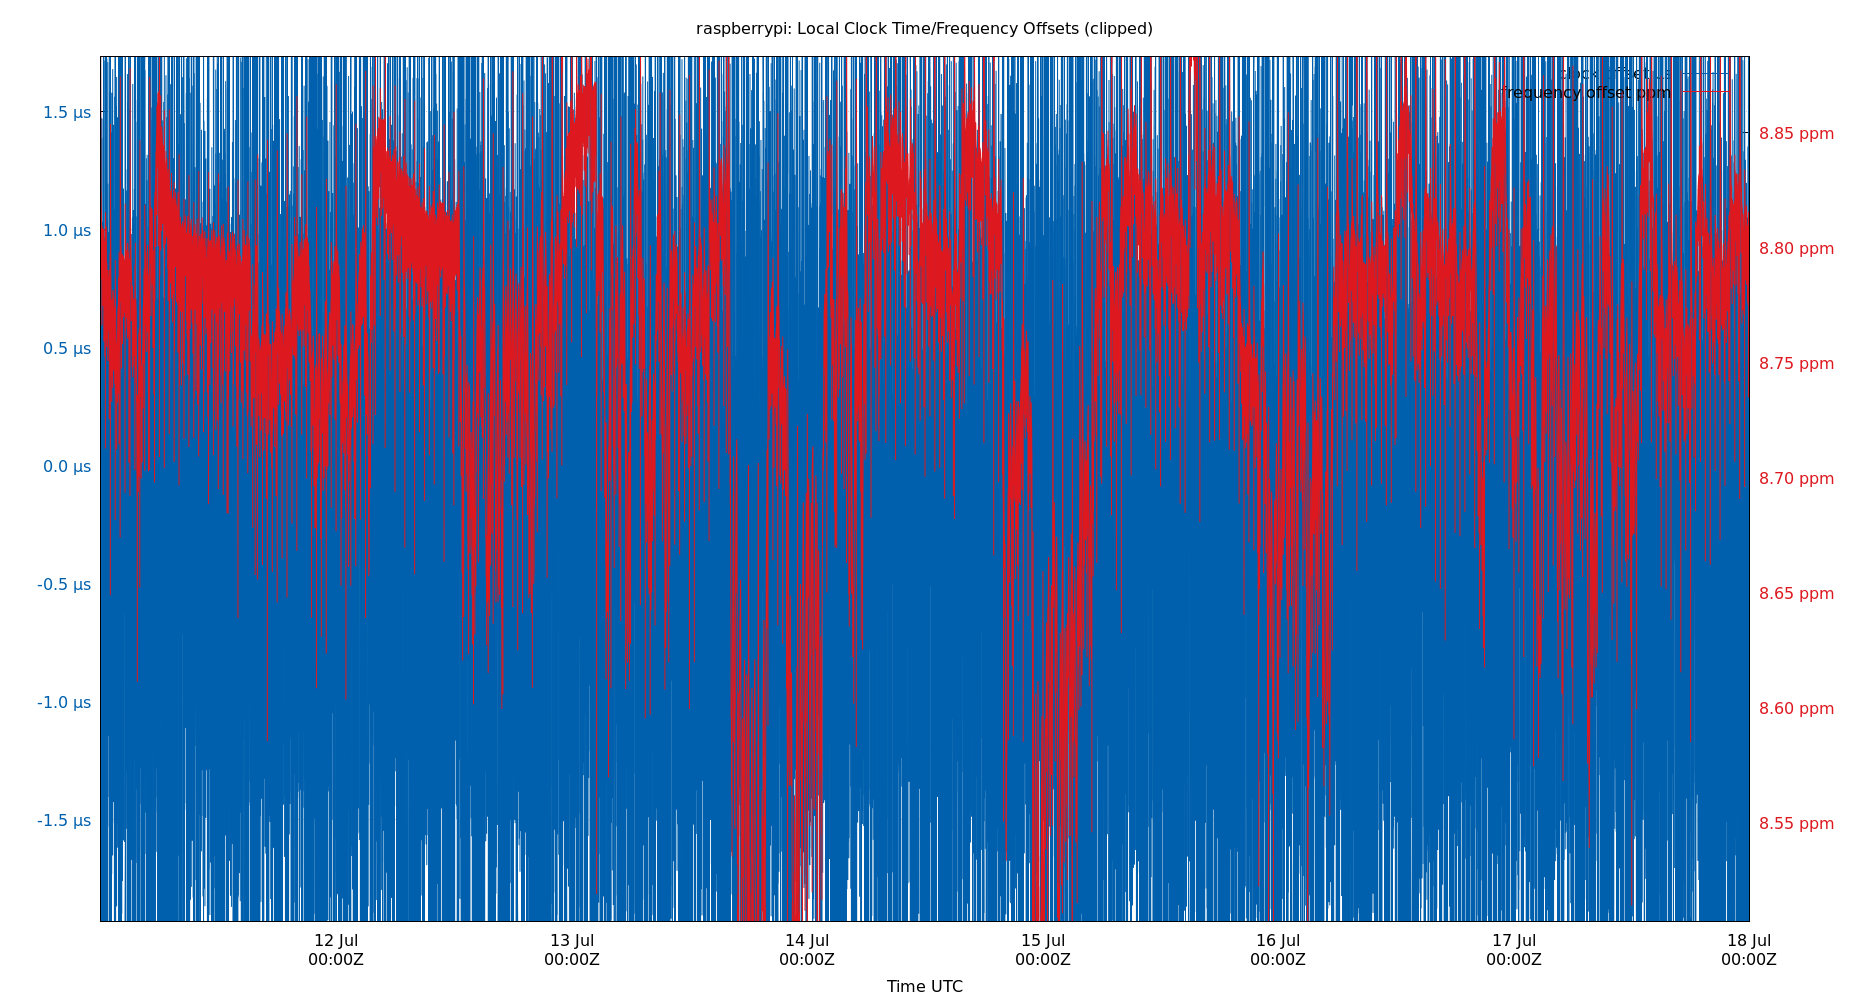 raspberrypi: Local Clock Time/Frequency Offsets (clipped)
clock offset µs
frequency offset ppm
1.5 µs
1.0 µs
0.5 µs
0.0 µs
-0.5 µs
-1.0 µs
-1.5 µs
8.85 ppm
8.80 ppm
8.75 ppm
8.70 ppm
8.65 ppm
8.60 ppm
8.55 ppm
12 Jul 13 Jul 14 Jul 15 Jul 16 Jul 17 Jul 18 Jul
00:00Z 00:00Z 00:00Z 00:00Z 00:00Z 00:00Z 00:00Z
Time UTC